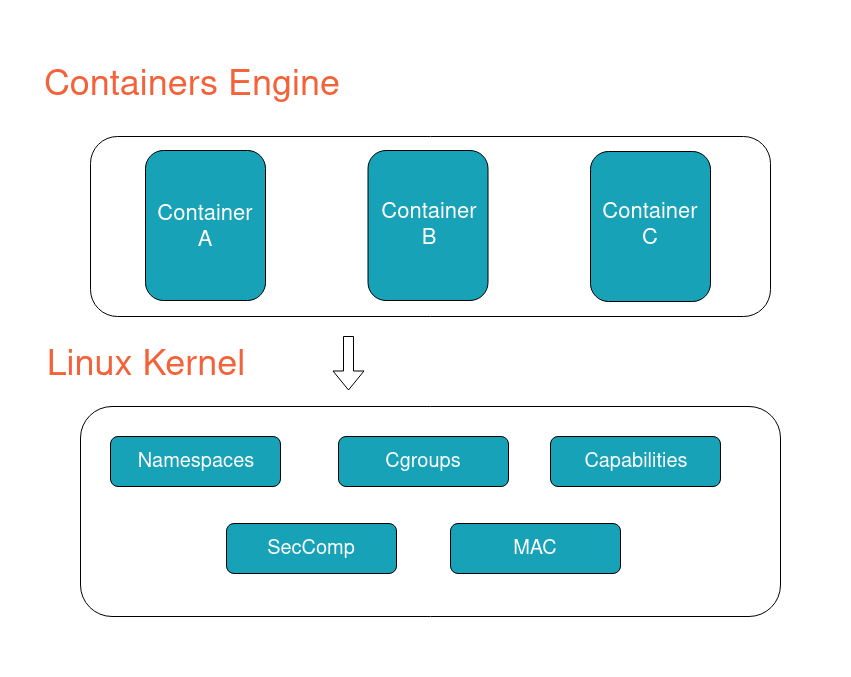 Containers Engine
Container
A
Container
B
Container
C
Linux Kernel
Namespaces
Cgroups
Capabilities
SecComp
MAC